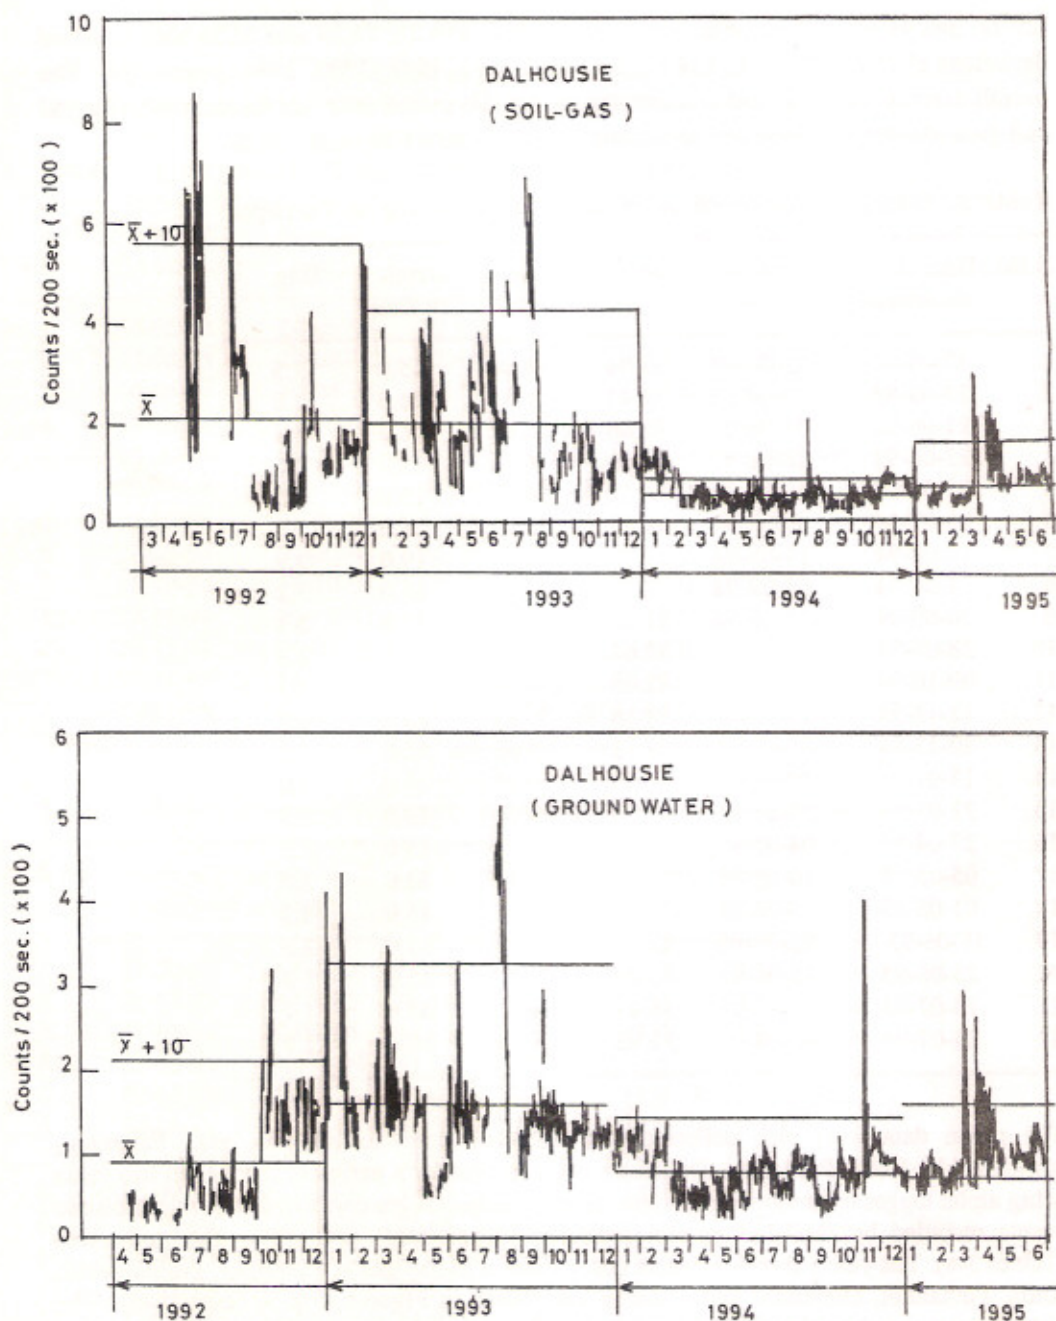 10
DALHOUSIE
( SOIL-GAS )
8
6
4
2
0
Counts / 200 sec. ( x 100)
X̅ + 1σ
X̅
3 4 5 6 7 8 9 10 11 12 1 2 3 4 5 6 7 8 9 10 11 12 1 2 3 4 5 6 7 8 9 10 11 12 1 2 3 4 5 6
1992 1993 1994 1995
6
DALHOUSIE
( GROUNDWATER )
5
4
3
2
1
0
Counts / 200 sec. ( x100)
X̅ + 1σ
X̅
4 5 6 7 8 9 10 11 12 1 2 3 4 5 6 7 8 9 10 11 12 1 2 3 4 5 6 7 8 9 10 11 12 1 2 3 4 5 6
1992 1993 1994 1995